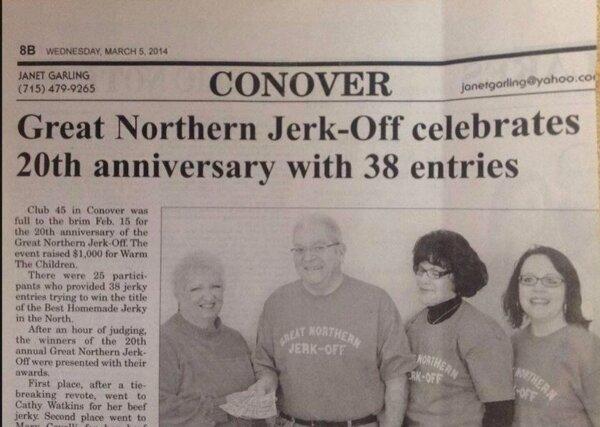 8B WEDNESDAY, MARCH 5, 2014
JANET GARLING
(715) 479-9265
CONOVER
janetgarling@yahoo.co
Great Northern Jerk-Off celebrates
20th anniversary with 38 entries
Club 45 in Conover was
full to the brim Feb. 15 for
the 20th anniversary of the
Great Northern Jerk-Off. The
event raised $1,000 for Warm
The Children.
There were 25 partici-
pants who provided 38 jerky
entries trying to win the title
of the Best Homemade Jerky
in the North.
After an hour of judging,
the winners of the 20th
annual Great Northern Jerk-
Off were presented with their
awards.
First place, after a tie-
breaking revote, went to
Cathy Watkins for her beef
jerky. Second place went to
GREAT NORTHERN
JERK-OFF
NORTHERN
RK-OFF
NORTHERN
K-OFF